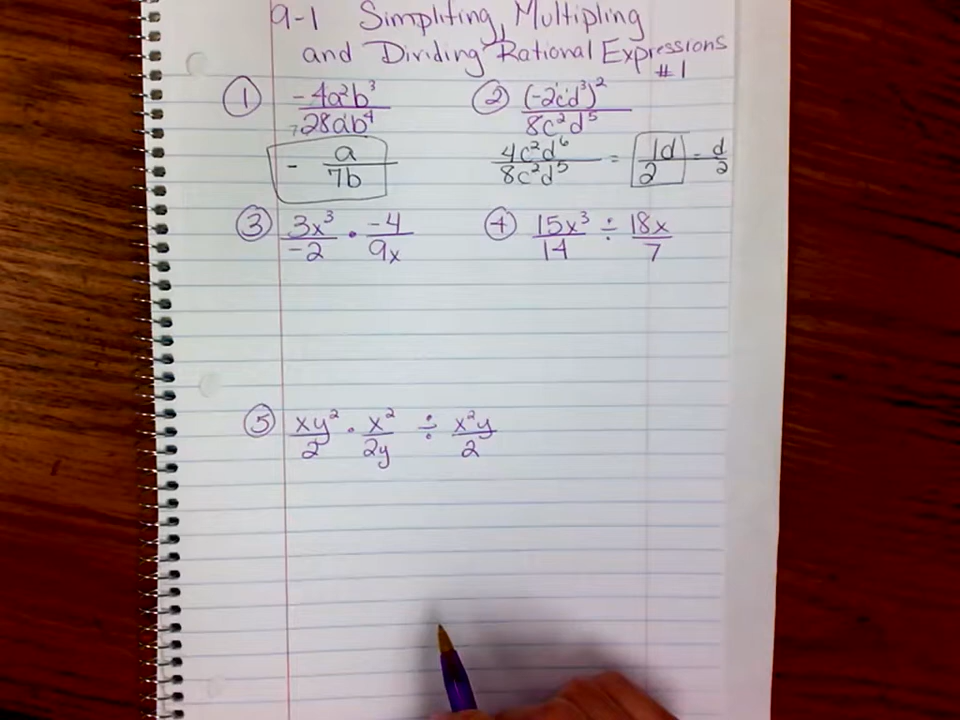 9-1 Simplifing, Multipling
and Dividing Rational Expressions
#1
① -4a²b³ / 28ab⁴ ② (-2cd³)² / 8c²d⁵
7
- a / 7b 4c²d⁶ / 8c²d⁵ = 1d / 2 = d / 2
③ 3x³ / -2 · -4 / 9x ④ 15x³ / 14 ÷ 18x / 7
⑤ xy² / 2 · x² / 2y ÷ x²y / 2